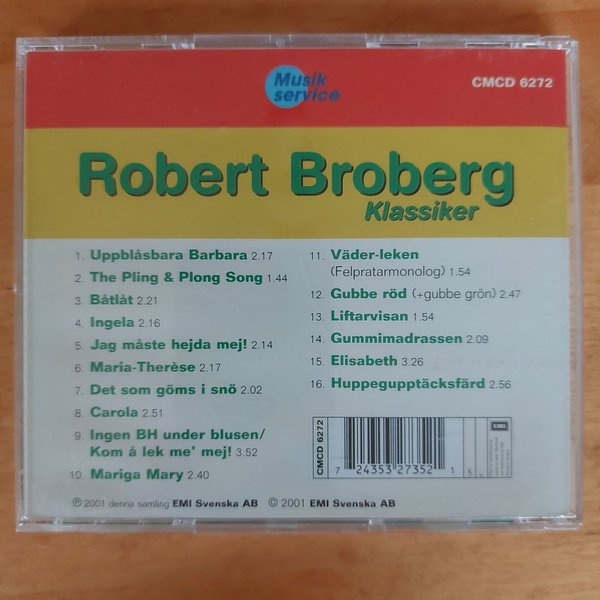 Musik
service
CMCD 6272
Robert Broberg
Klassiker
1. Uppblåsbara Barbara 2.17
2. The Pling & Plong Song 1.44
3. Båtlåt 2.21
4. Ingela 2.16
5. Jag måste hejda mej! 2.14
6. Maria-Therèse 2.17
7. Det som göms i snö 2.02
8. Carola 2.51
9. Ingen BH under blusen/
Kom å lek me' mej! 3.52
10. Mariga Mary 2.40
11. Väder-leken
(Felpratarmonolog) 1.54
12. Gubbe röd (+gubbe grön) 2.47
13. Liftarvisan 1.54
14. Gummimadrassen 2.09
15. Elisabeth 3.26
16. Huppegupptäcksfärd 2.56
CMCD 6272
7 24353 27352 1
EMI
℗ 2001 denna samling EMI Svenska AB © 2001 EMI Svenska AB